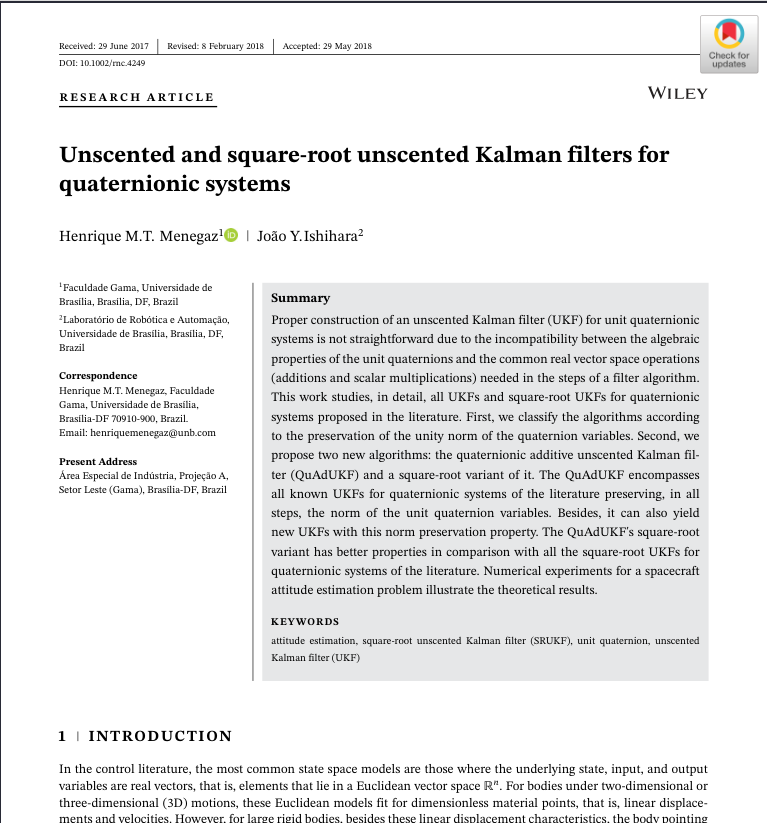 Received: 29 June 2017 | Revised: 8 February 2018 | Accepted: 29 May 2018
DOI: 10.1002/rnc.4249
Check for
updates
RESEARCH ARTICLE
WILEY
Unscented and square-root unscented Kalman filters for
quaternionic systems
Henrique M.T. Menegaz1 iD | João Y.Ishihara2
1Faculdade Gama, Universidade de
Brasília, Brasília, DF, Brazil
2Laboratório de Robótica e Automação,
Universidade de Brasília, Brasília, DF,
Brazil
Correspondence
Henrique M.T. Menegaz, Faculdade
Gama, Universidade de Brasília,
Brasília-DF 70910-900, Brazil.
Email: henriquemenegaz@unb.com
Present Address
Área Especial de Indústria, Projeção A,
Setor Leste (Gama), Brasília-DF, Brazil
Summary
Proper construction of an unscented Kalman filter (UKF) for unit quaternionic
systems is not straightforward due to the incompatibility between the algebraic
properties of the unit quaternions and the common real vector space operations
(additions and scalar multiplications) needed in the steps of a filter algorithm.
This work studies, in detail, all UKFs and square-root UKFs for quaternionic
systems proposed in the literature. First, we classify the algorithms according
to the preservation of the unity norm of the quaternion variables. Second, we
propose two new algorithms: the quaternionic additive unscented Kalman fil-
ter (QuAdUKF) and a square-root variant of it. The QuAdUKF encompasses
all known UKFs for quaternionic systems of the literature preserving, in all
steps, the norm of the unit quaternion variables. Besides, it can also yield
new UKFs with this norm preservation property. The QuAdUKF's square-root
variant has better properties in comparison with all the square-root UKFs for
quaternionic systems of the literature. Numerical experiments for a spacecraft
attitude estimation problem illustrate the theoretical results.
KEYWORDS
attitude estimation, square-root unscented Kalman filter (SRUKF), unit quaternion, unscented
Kalman filter (UKF)
1 | INTRODUCTION
In the control literature, the most common state space models are those where the underlying state, input, and output
variables are real vectors, that is, elements that lie in a Euclidean vector space ℝn. For bodies under two-dimensional or
three-dimensional (3D) motions, these Euclidean models fit for dimensionless material points, that is, linear displace-
ments and velocities. However, for large rigid bodies, besides these linear displacement characteristics, the body pointing